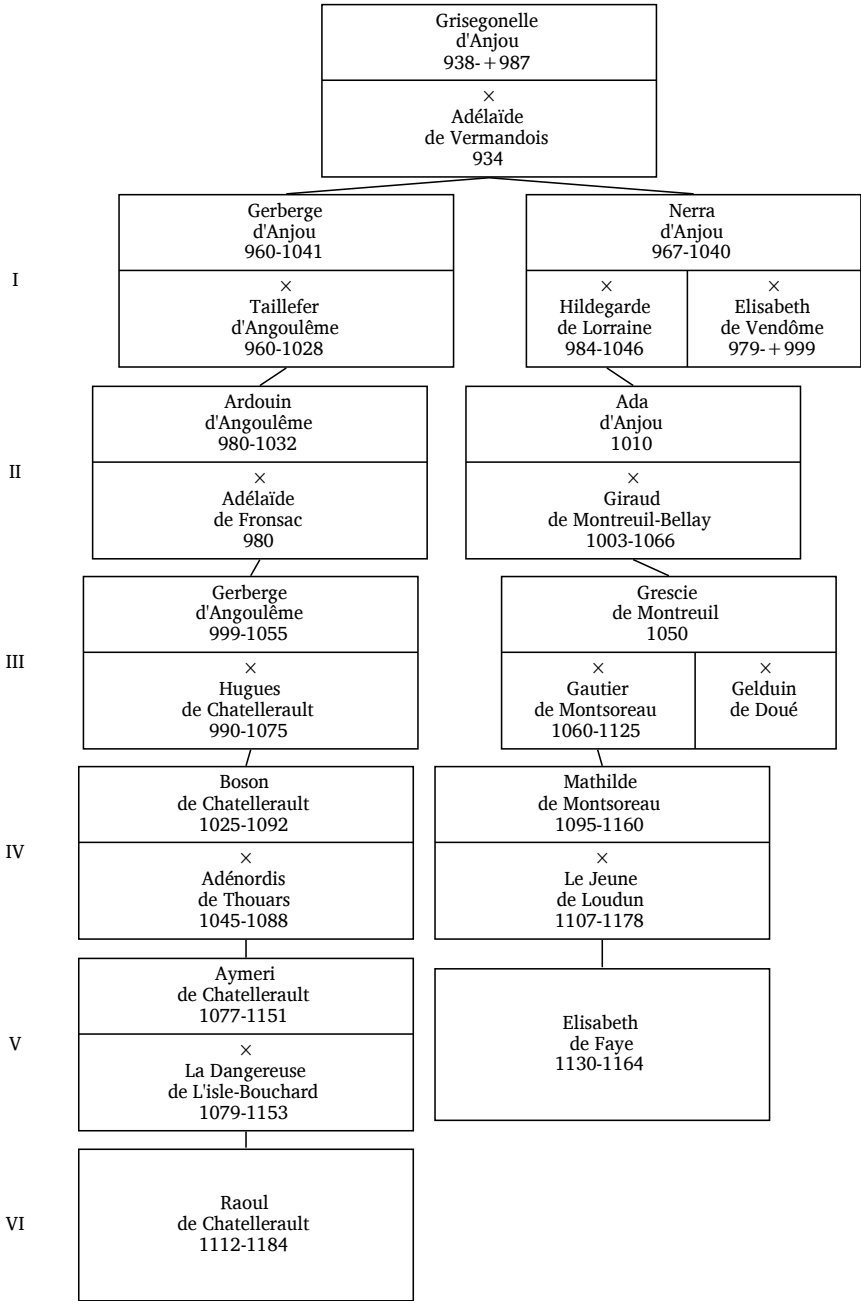 Grisegonelle
d'Anjou
938-+987
×
Adélaïde
de Vermandois
934
I
Gerberge
d'Anjou
960-1041
×
Taillefer
d'Angoulême
960-1028
Nerra
d'Anjou
967-1040
×
Hildegarde
de Lorraine
984-1046
×
Elisabeth
de Vendôme
979-+999
II
Ardouin
d'Angoulême
980-1032
×
Adélaïde
de Fronsac
980
Ada
d'Anjou
1010
×
Giraud
de Montreuil-Bellay
1003-1066
III
Gerberge
d'Angoulême
999-1055
×
Hugues
de Chatellerault
990-1075
Grescie
de Montreuil
1050
×
Gautier
de Montsoreau
1060-1125
×
Gelduin
de Doué
IV
Boson
de Chatellerault
1025-1092
×
Adénordis
de Thouars
1045-1088
Mathilde
de Montsoreau
1095-1160
×
Le Jeune
de Loudun
1107-1178
V
Aymeri
de Chatellerault
1077-1151
×
La Dangereuse
de L'isle-Bouchard
1079-1153
Elisabeth
de Faye
1130-1164
VI
Raoul
de Chatellerault
1112-1184